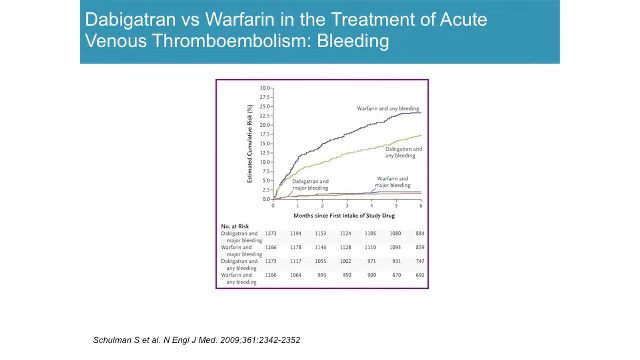 Dabigatran vs Warfarin in the Treatment of Acute
Venous Thromboembolism: Bleeding
Estimated Cumulative Risk (%)
30.0
27.5
25.0
22.5
20.0
17.5
15.0
12.5
10.0
7.5
5.0
2.5
0.0
Warfarin and any bleeding
Dabigatran and
any bleeding
Dabigatran and
major bleeding
Warfarin and
major bleeding
0 1 2 3 4 5 6
Months since First Intake of Study Drug
No. at Risk
Dabigatran and 1273 1194 1153 1124 1105 1080 884
major bleeding
Warfarin and 1266 1178 1146 1128 1110 1093 859
major bleeding
Dabigatran and 1273 1117 1055 1002 971 931 747
any bleeding
Warfarin and 1266 1064 993 950 909 870 692
any bleeding
Schulman S et al. N Engl J Med. 2009;361:2342-2352